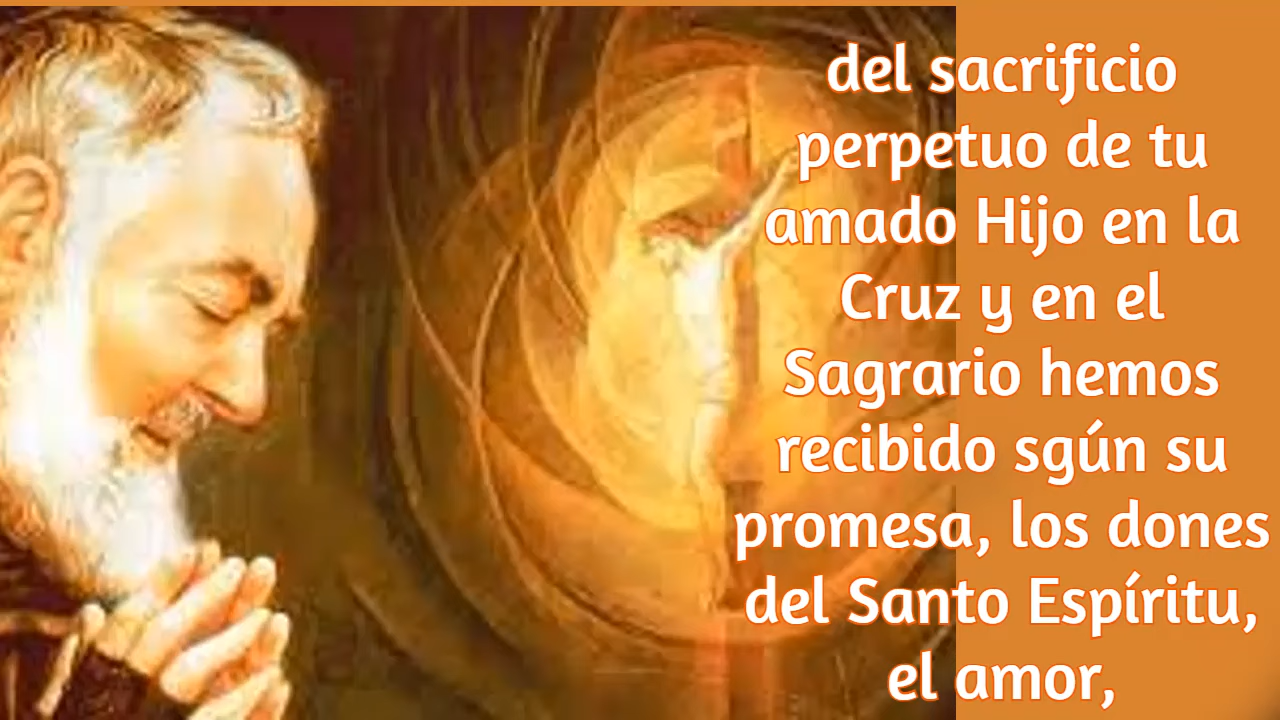 del sacrificio
perpetuo de tu
amado Hijo en la
Cruz y en el
Sagrario hemos
recibido sgún su
promesa, los dones
del Santo Espíritu,
el amor,